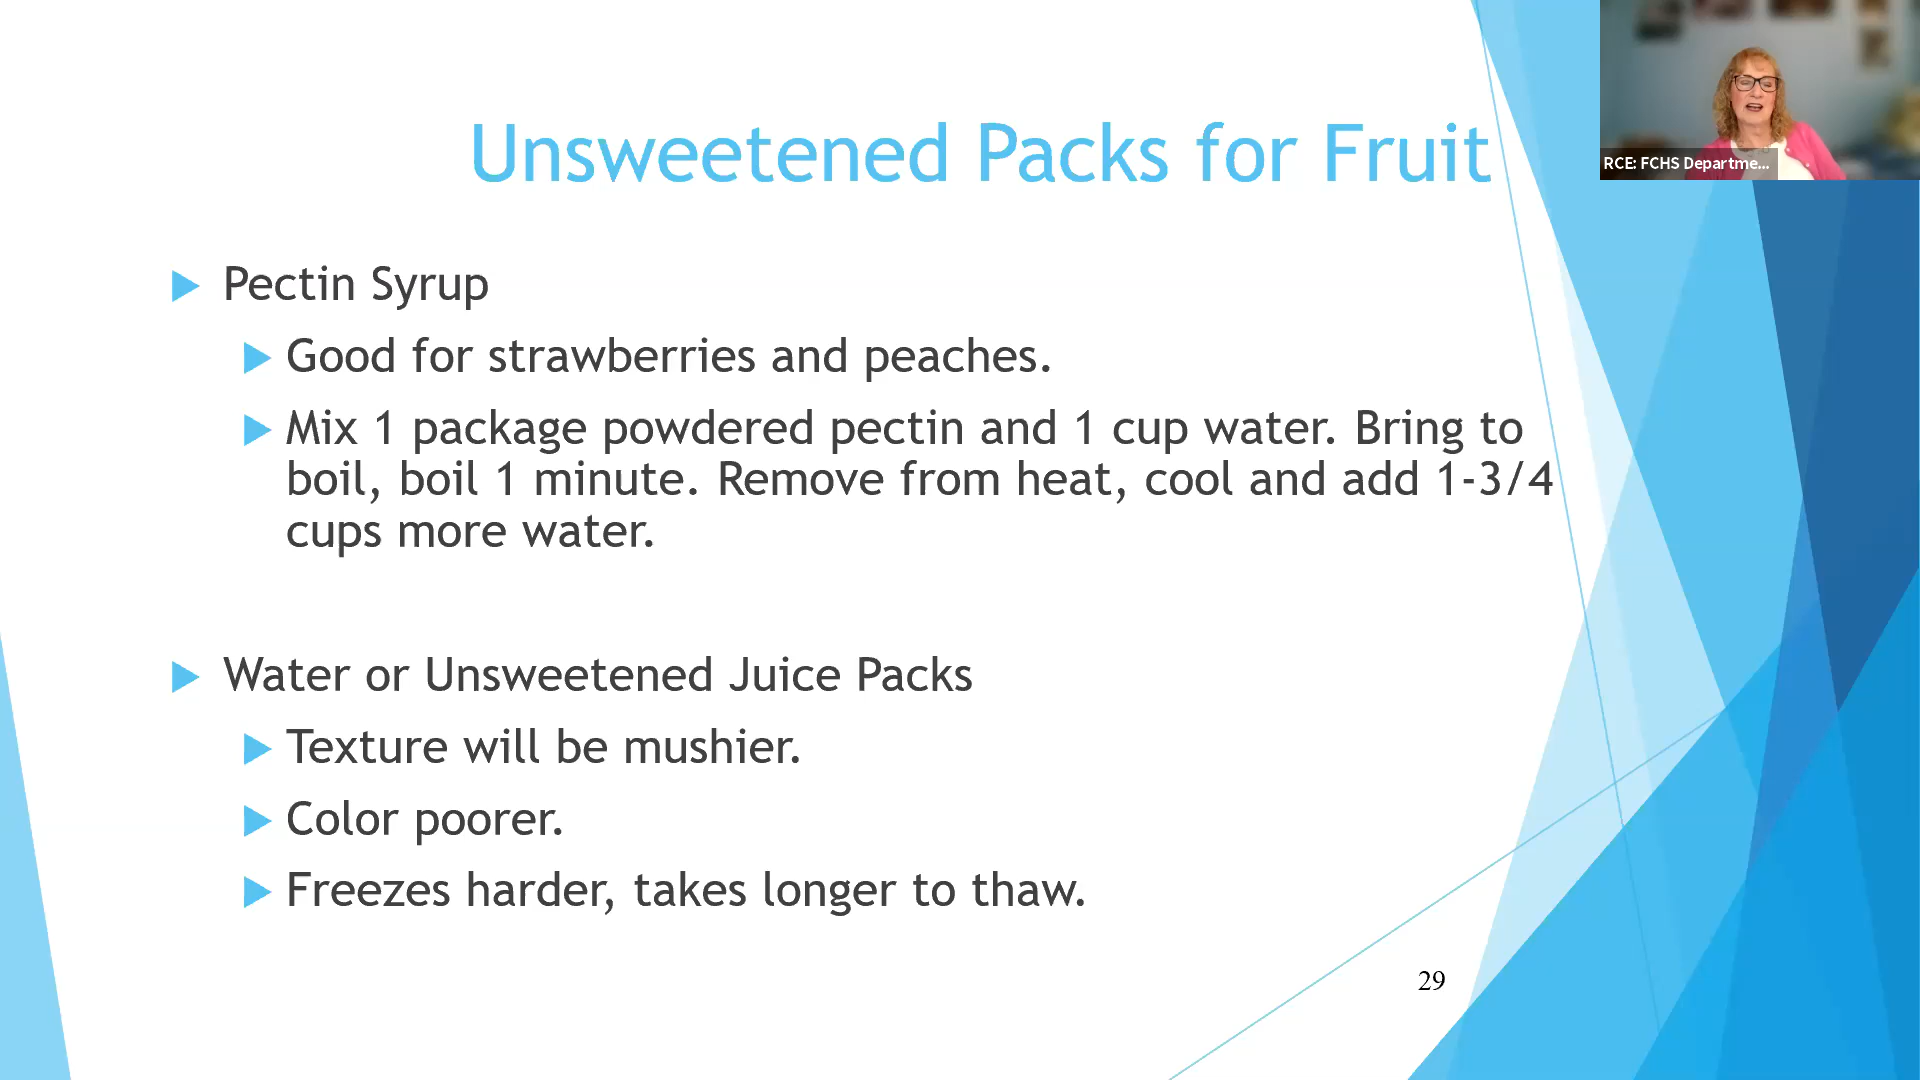 Unsweetened Packs for Fruit
RCE: FCHS Departme...
Pectin Syrup
Good for strawberries and peaches.
Mix 1 package powdered pectin and 1 cup water. Bring to
boil, boil 1 minute. Remove from heat, cool and add 1-3/4
cups more water.
Water or Unsweetened Juice Packs
Texture will be mushier.
Color poorer.
Freezes harder, takes longer to thaw.
29